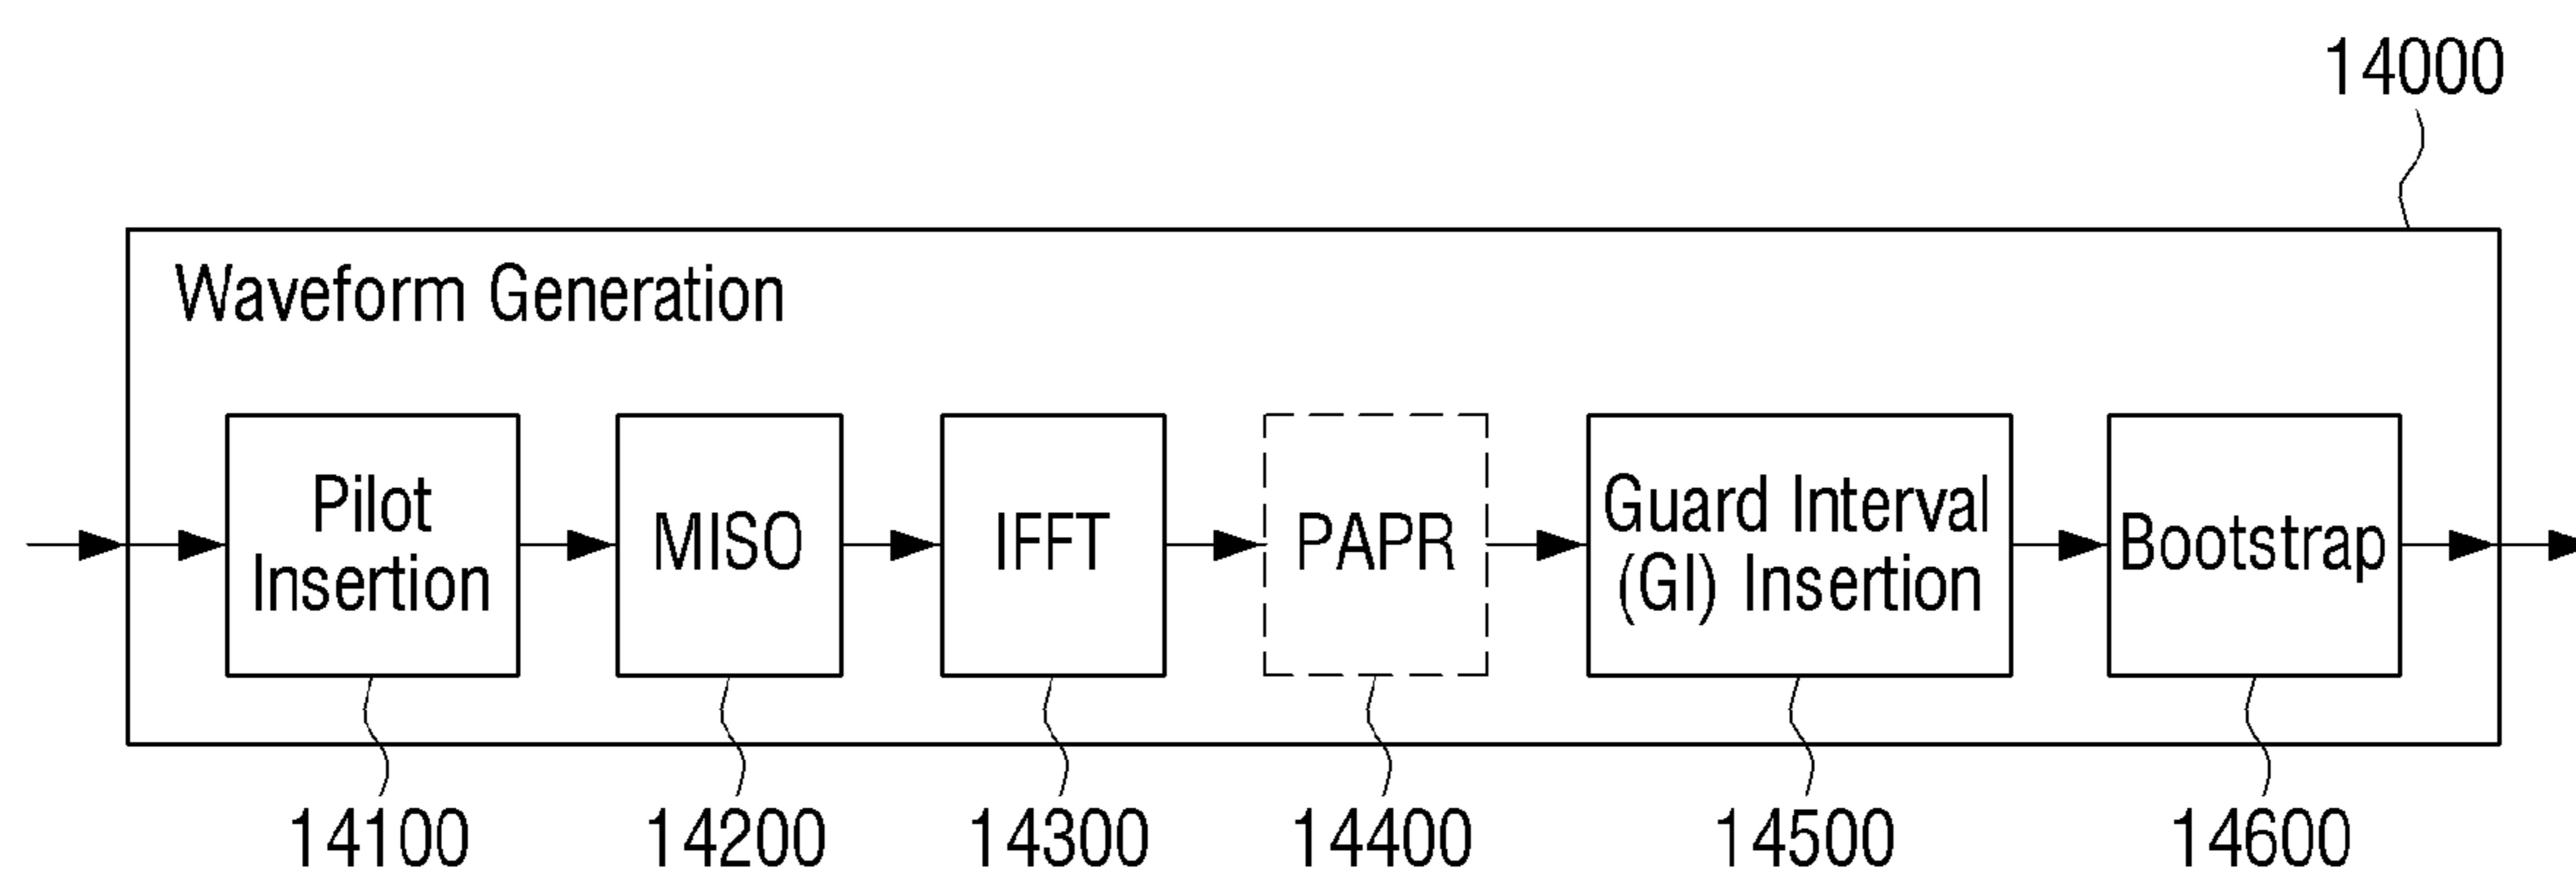 14000
Waveform Generation
Pilot
Insertion
MISO
IFFT
PAPR
Guard Interval
(GI) Insertion
Bootstrap
14100
14200
14300
14400
14500
14600